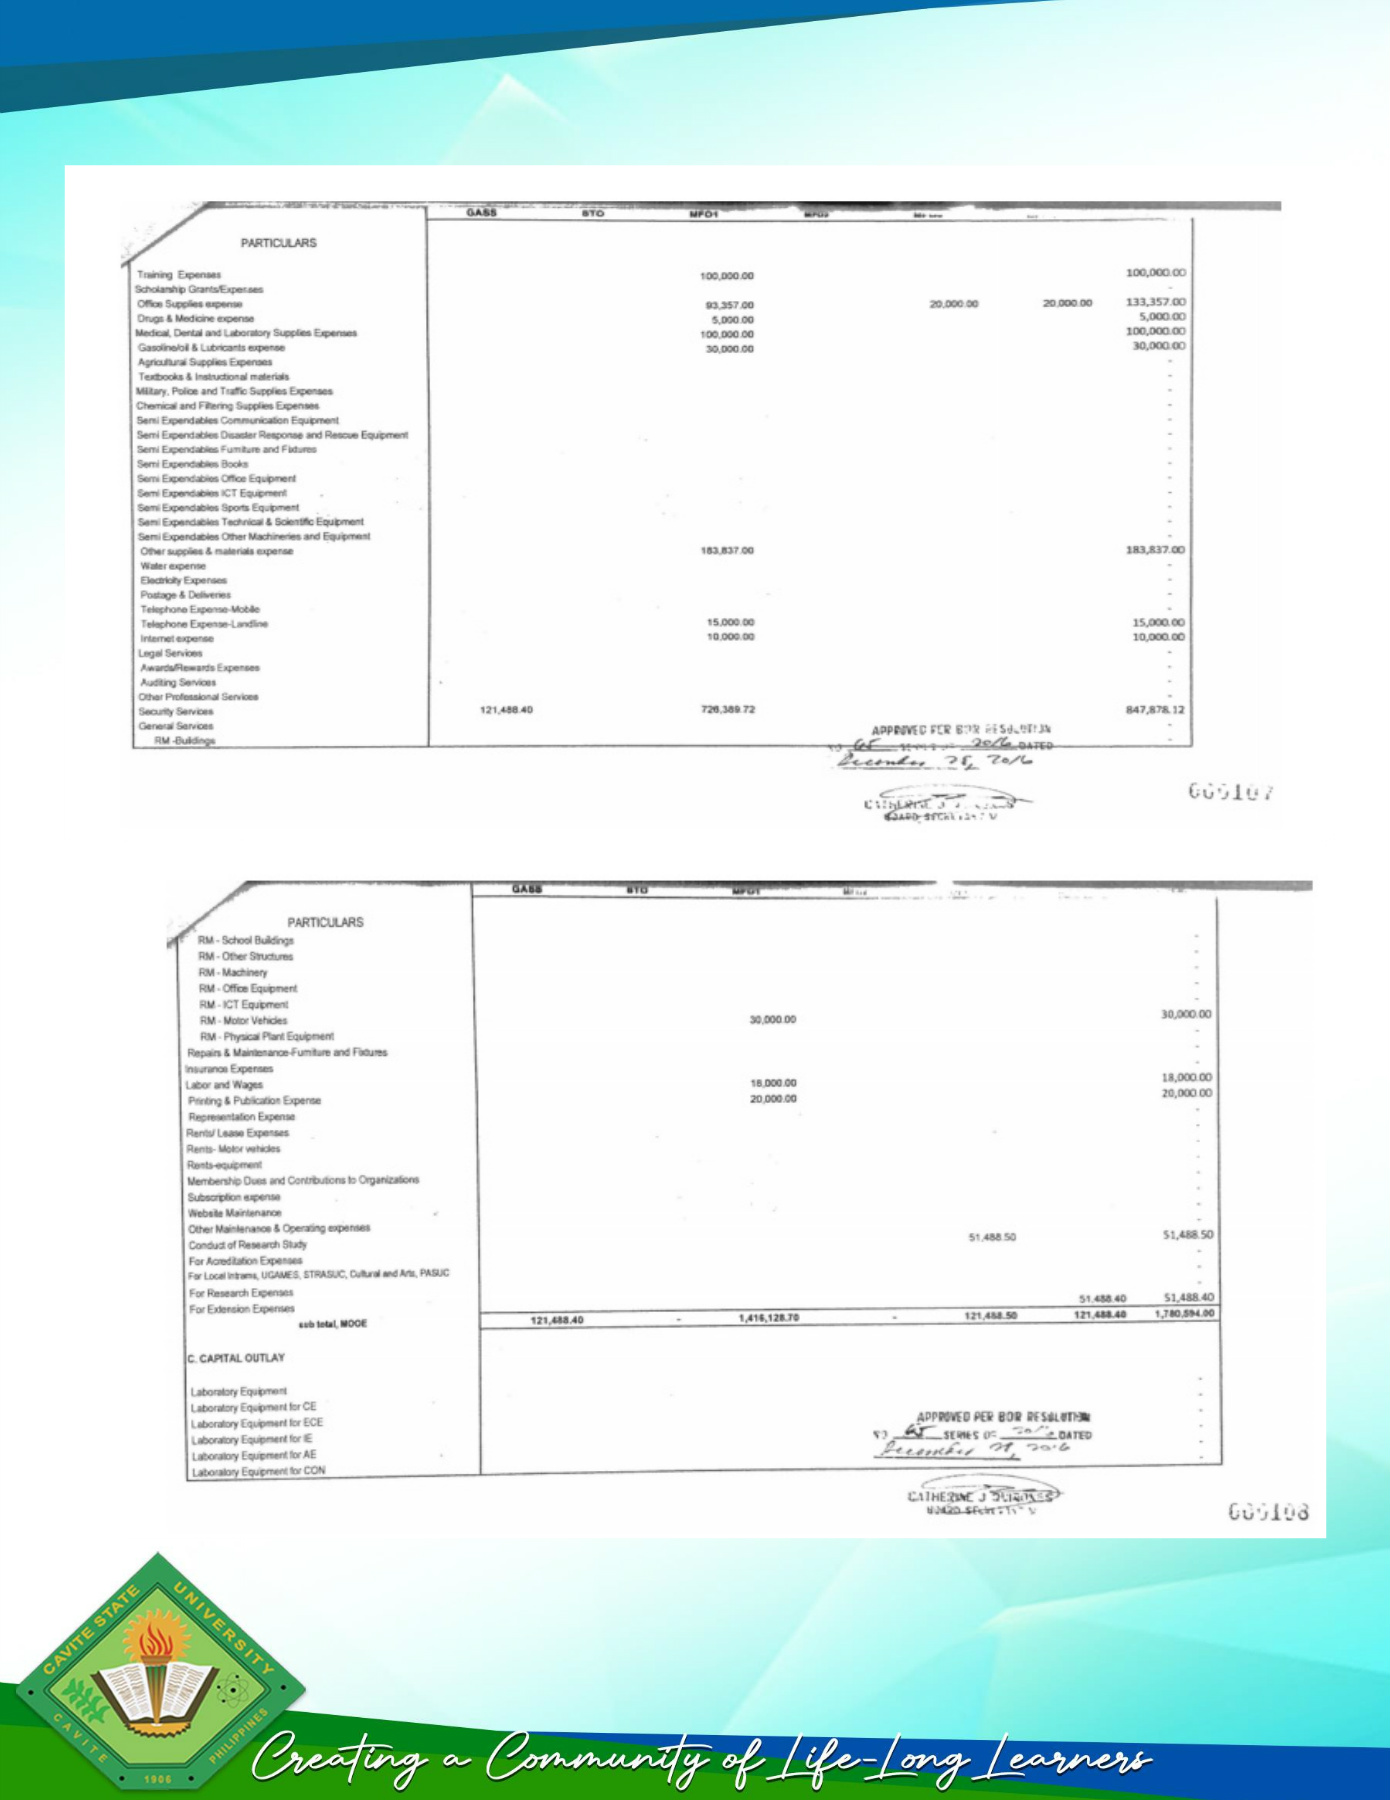 GASS STO MFO1 MFO2
PARTICULARS
Training Expenses 100,000.00 100,000.00
Scholarship Grants/Expenses -
Office Supplies expense 93,357.00 20,000.00 20,000.00 133,357.00
Drugs & Medicine expense 5,000.00 5,000.00
Medical, Dental and Laboratory Supplies Expenses 100,000.00 100,000.00
Gasoline/oil & Lubricants expense 30,000.00 30,000.00
Agricultural Supplies Expenses -
Textbooks & Instructional materials -
Military, Police and Traffic Supplies Expenses -
Chemical and Filtering Supplies Expenses -
Semi Expendables Communication Equipment -
Semi Expendables Disaster Response and Rescue Equipment -
Semi Expendables Furniture and Fixtures -
Semi Expendables Books -
Semi Expendables Office Equipment -
Semi Expendables ICT Equipment -
Semi Expendables Sports Equipment -
Semi Expendables Technical & Scientific Equipment -
Semi Expendables Other Machineries and Equipment -
Other supplies & materials expense 183,837.00 183,837.00
Water expense -
Electricity Expenses -
Postage & Deliveries -
Telephone Expense-Mobile -
Telephone Expense-Landline 15,000.00 15,000.00
Internet expense 10,000.00 10,000.00
Legal Services -
Awards/Rewards Expenses -
Auditing Services -
Other Professional Services -
Security Services 121,488.40 726,389.72 847,878.12
General Services -
RM -Buildings -
APPROVED PER BOR RESOLUTION
NO 65 SERIES OF 2016 DATED
December 28, 2016
CATHERINE J
BOARD SECRETARY V
009107
GASS STO MFO1 MFO2
PARTICULARS
RM - School Buildings -
RM - Other Structures -
RM - Machinery -
RM - Office Equipment -
RM - ICT Equipment -
RM - Motor Vehicles 30,000.00 30,000.00
RM - Physical Plant Equipment -
Repairs & Maintenance-Furniture and Fixtures -
Insurance Expenses -
Labor and Wages 18,000.00 18,000.00
Printing & Publication Expense 20,000.00 20,000.00
Representation Expense -
Rents/ Lease Expenses -
Rents- Motor vehicles -
Rents-equipment -
Membership Dues and Contributions to Organizations -
Subscription expense -
Website Maintenance -
Other Maintenance & Operating expenses -
Conduct of Research Study 51,488.50 51,488.50
For Acreditation Expenses -
For Local Intrams, UGAMES, STRASUC, Cultural and Arts, PASUC -
For Research Expenses -
For Extension Expenses 51,488.40 51,488.40
sub total, MOOE 121,488.40 - 1,416,128.70 - 121,488.50 121,488.40 1,780,594.00
C. CAPITAL OUTLAY
Laboratory Equipment -
Laboratory Equipment for CE -
Laboratory Equipment for ECE -
Laboratory Equipment for IE -
Laboratory Equipment for AE -
Laboratory Equipment for CON -
APPROVED PER BOR RESOLUTION
NO 65 SERIES OF 2016 DATED
December 28, 2016
CATHERINE J QUIRONES
BOARD SECRETARY V
009108
CAVITE STATE UNIVERSITY
CAVITE PHILIPPINES
1906
Creating a Community of Life-Long Learners